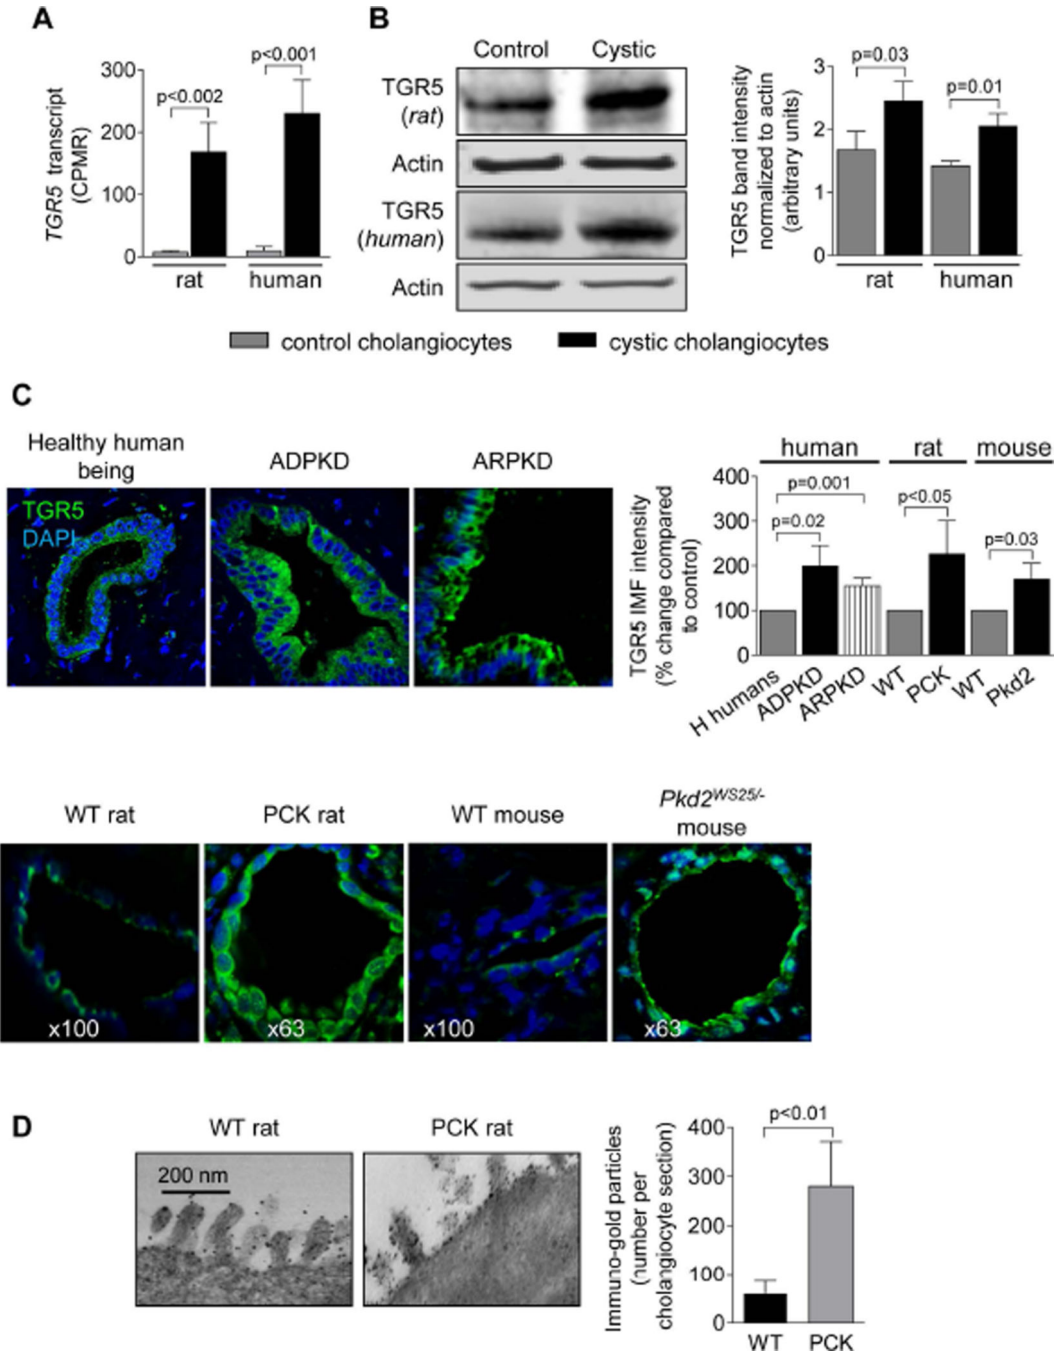 A
TGR5 transcript
(CPMR)
300
200
100
0
p<0.002
p<0.001
rat
human
B
Control
Cystic
TGR5
(rat)
Actin
TGR5
(human)
Actin
TGR5 band intensity
normalized to actin
(arbitrary units)
3
2
1
0
p=0.03
p=0.01
rat
human
control cholangiocytes
cystic cholangiocytes
C
Healthy human
being
ADPKD
ARPKD
TGR5
DAPI
TGR5 IMF intensity
(% change compared
to control)
human
rat
mouse
400
300
200
100
0
p=0.001
p=0.02
p<0.05
p=0.03
H humans
ADPKD
ARPKD
WT
PCK
WT
Pkd2
WT rat
PCK rat
WT mouse
Pkd2WS25/-
mouse
x100
x63
x100
x63
D
WT rat
PCK rat
200 nm
Immuno-gold particles
(number per
cholangiocyte section)
400
300
200
100
0
p<0.01
WT
PCK